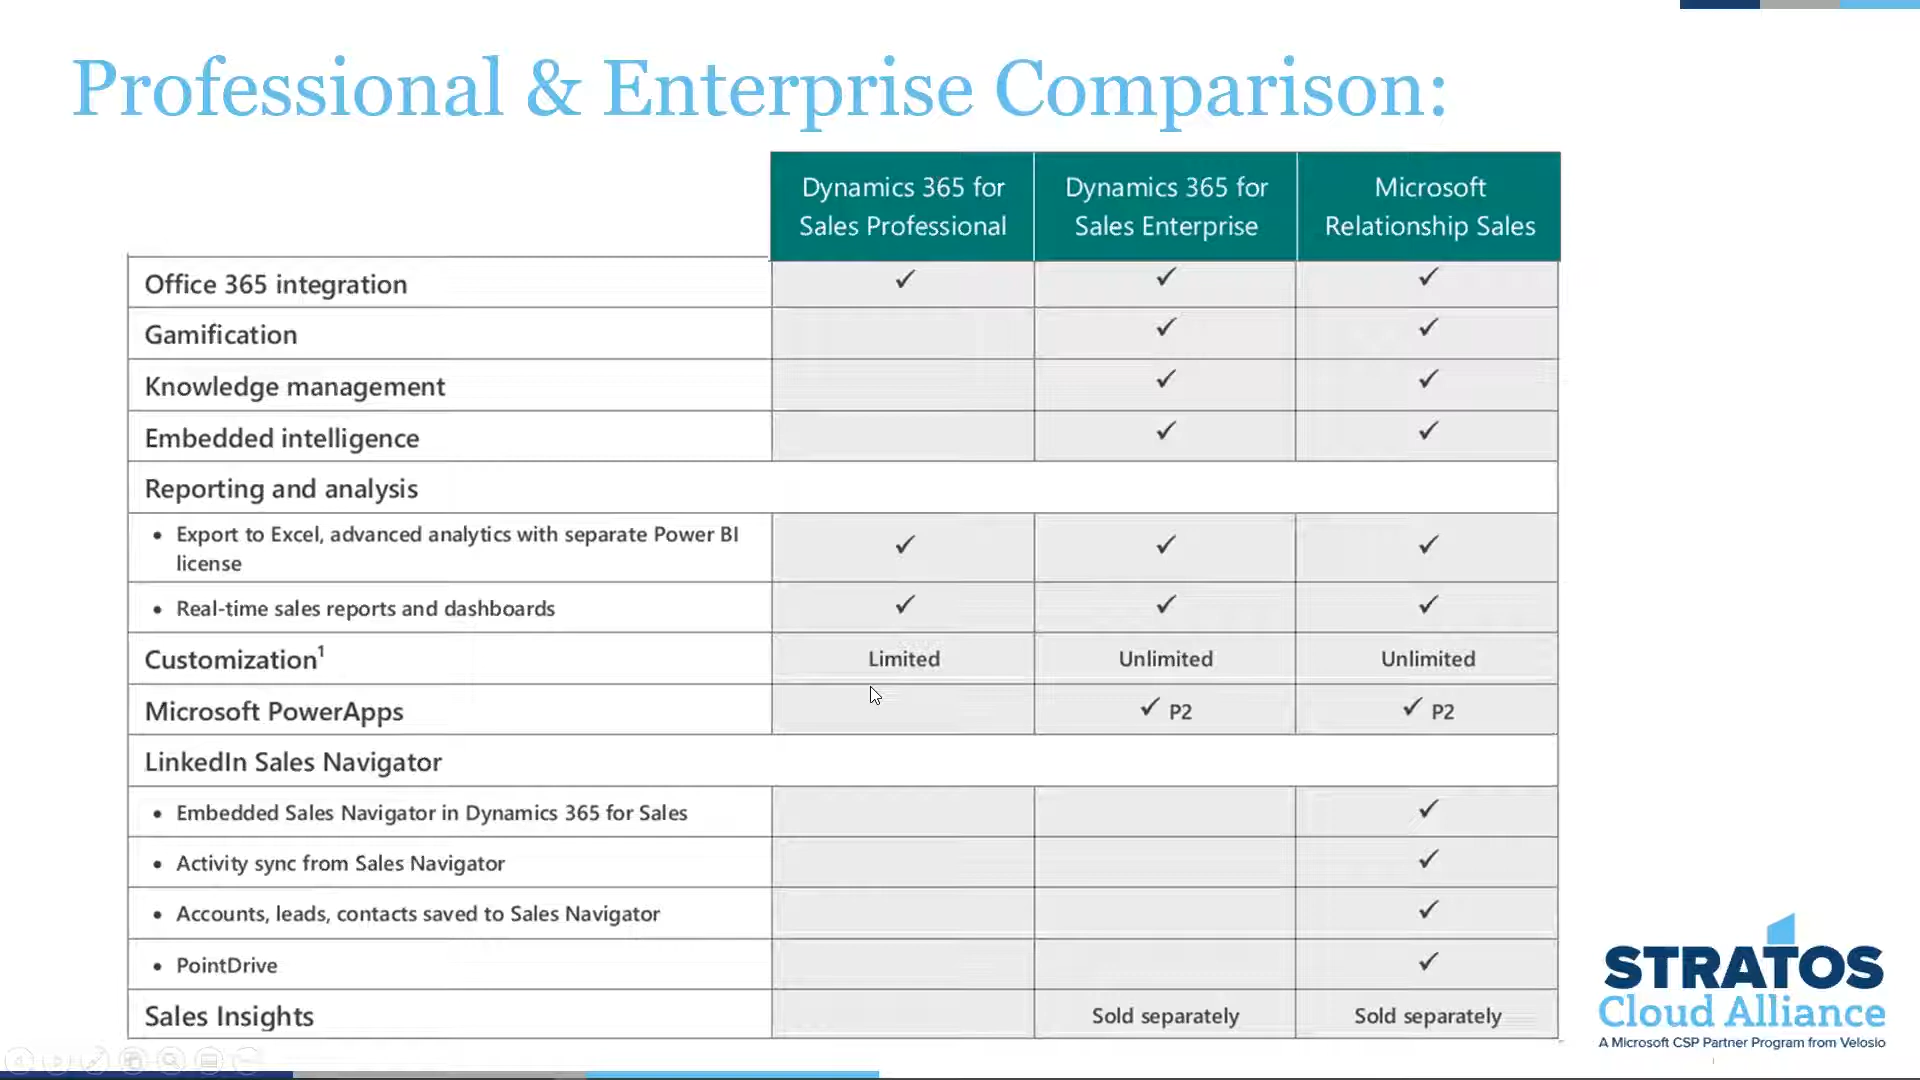 Professional & Enterprise Comparison:
Dynamics 365 for
Sales Professional
Dynamics 365 for
Sales Enterprise
Microsoft
Relationship Sales
Office 365 integration ✓ ✓ ✓
Gamification ✓ ✓
Knowledge management ✓ ✓
Embedded intelligence ✓ ✓
Reporting and analysis
• Export to Excel, advanced analytics with separate Power BI
license ✓ ✓ ✓
• Real-time sales reports and dashboards ✓ ✓ ✓
Customization¹ Limited Unlimited Unlimited
Microsoft PowerApps ✓ P2 ✓ P2
LinkedIn Sales Navigator
• Embedded Sales Navigator in Dynamics 365 for Sales ✓
• Activity sync from Sales Navigator ✓
• Accounts, leads, contacts saved to Sales Navigator ✓
• PointDrive ✓
Sales Insights Sold separately Sold separately
STRATOS
Cloud Alliance
A Microsoft CSP Partner Program from Velosio